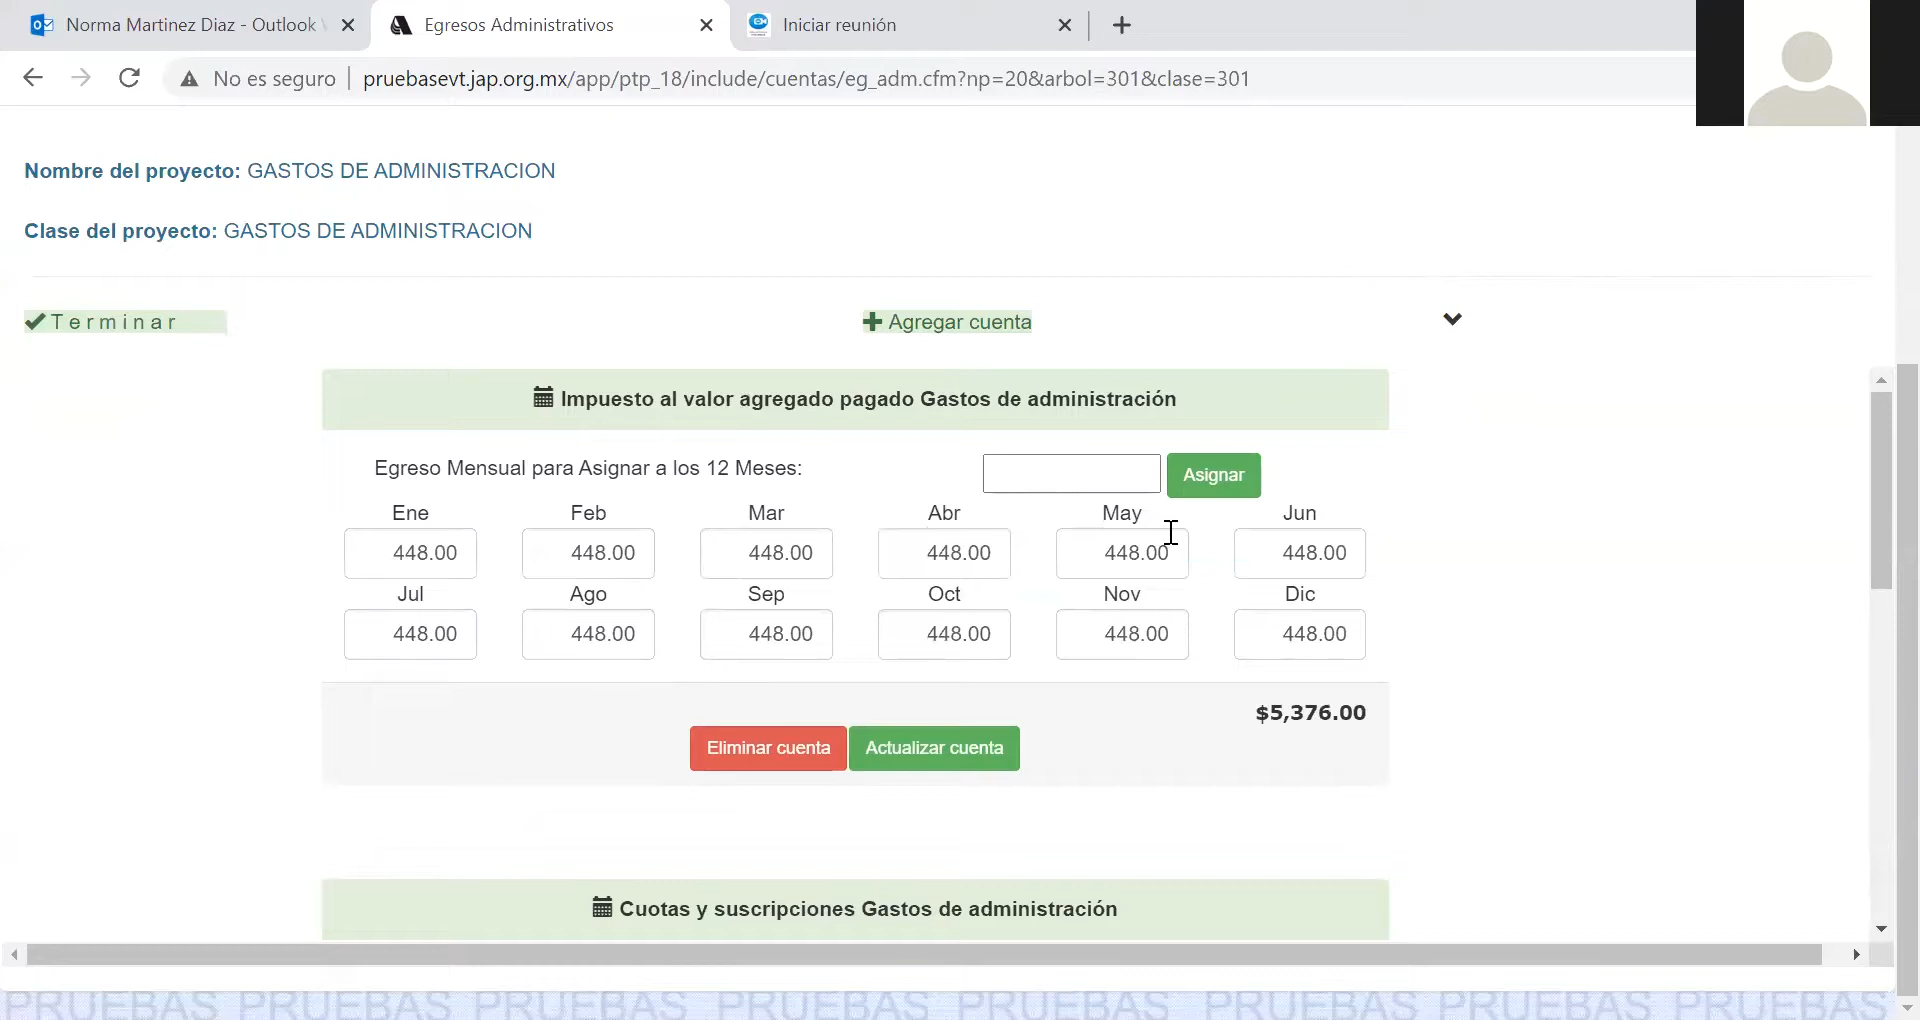 Norma Martinez Diaz - Outlook
Egresos Administrativos
Iniciar reunión
No es seguro
pruebasevt.jap.org.mx/app/ptp_18/include/cuentas/eg_adm.cfm?np=20&arbol=301&clase=301
Nombre del proyecto: GASTOS DE ADMINISTRACION
Clase del proyecto: GASTOS DE ADMINISTRACION
Terminar
Agregar cuenta
Impuesto al valor agregado pagado Gastos de administración
Egreso Mensual para Asignar a los 12 Meses:
Asignar
Ene Feb Mar Abr May Jun
448.00 448.00 448.00 448.00 448.00 448.00
Jul Ago Sep Oct Nov Dic
448.00 448.00 448.00 448.00 448.00 448.00
$5,376.00
Eliminar cuenta Actualizar cuenta
Cuotas y suscripciones Gastos de administración
PRUEBAS PRUEBAS PRUEBAS PRUEBAS PRUEBAS PRUEBAS PRUEBAS PRUEBAS